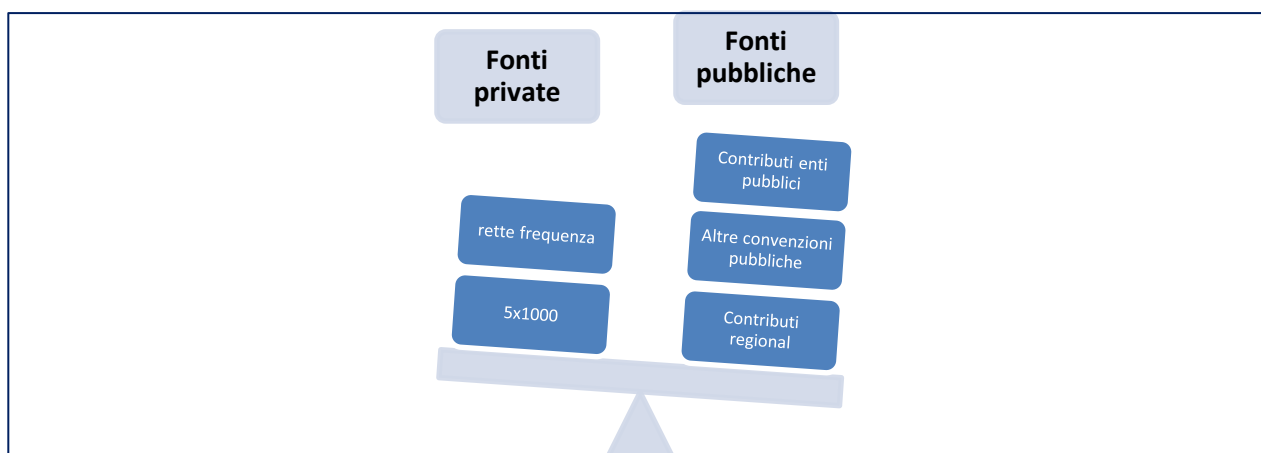 Fonti
private
Fonti
pubbliche
rette frequenza
5x1000
Contributi enti
pubblici
Altre convenzioni
pubbliche
Contributi
regional